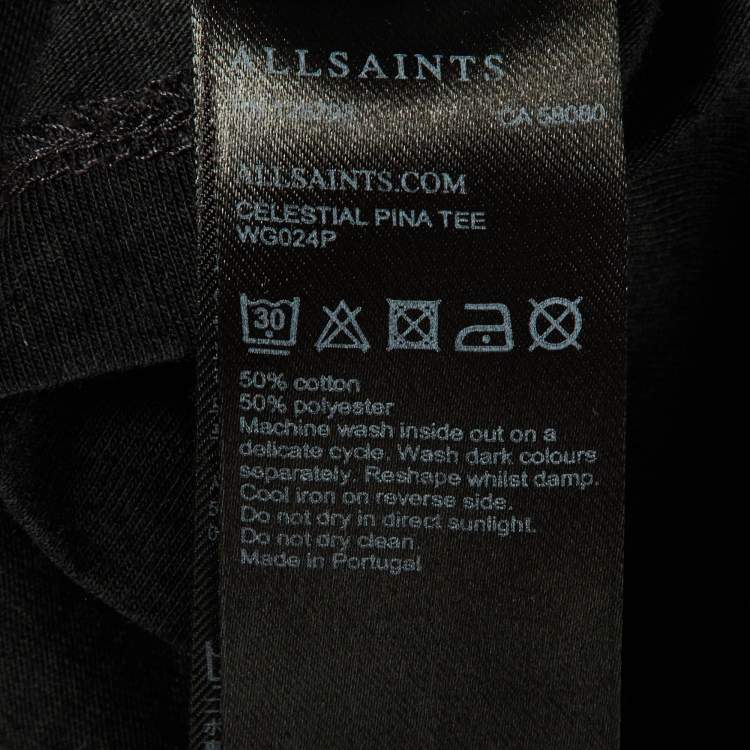 ALLSAINTS
CA 58060
ALLSAINTS.COM
CELESTIAL PINA TEE
WG024P
30
50% cotton
50% polyester
Machine wash inside out on a
delicate cycle. Wash dark colours
separately. Reshape whilst damp.
Cool iron on reverse side.
Do not dry in direct sunlight.
Do not dry clean.
Made in Portugal